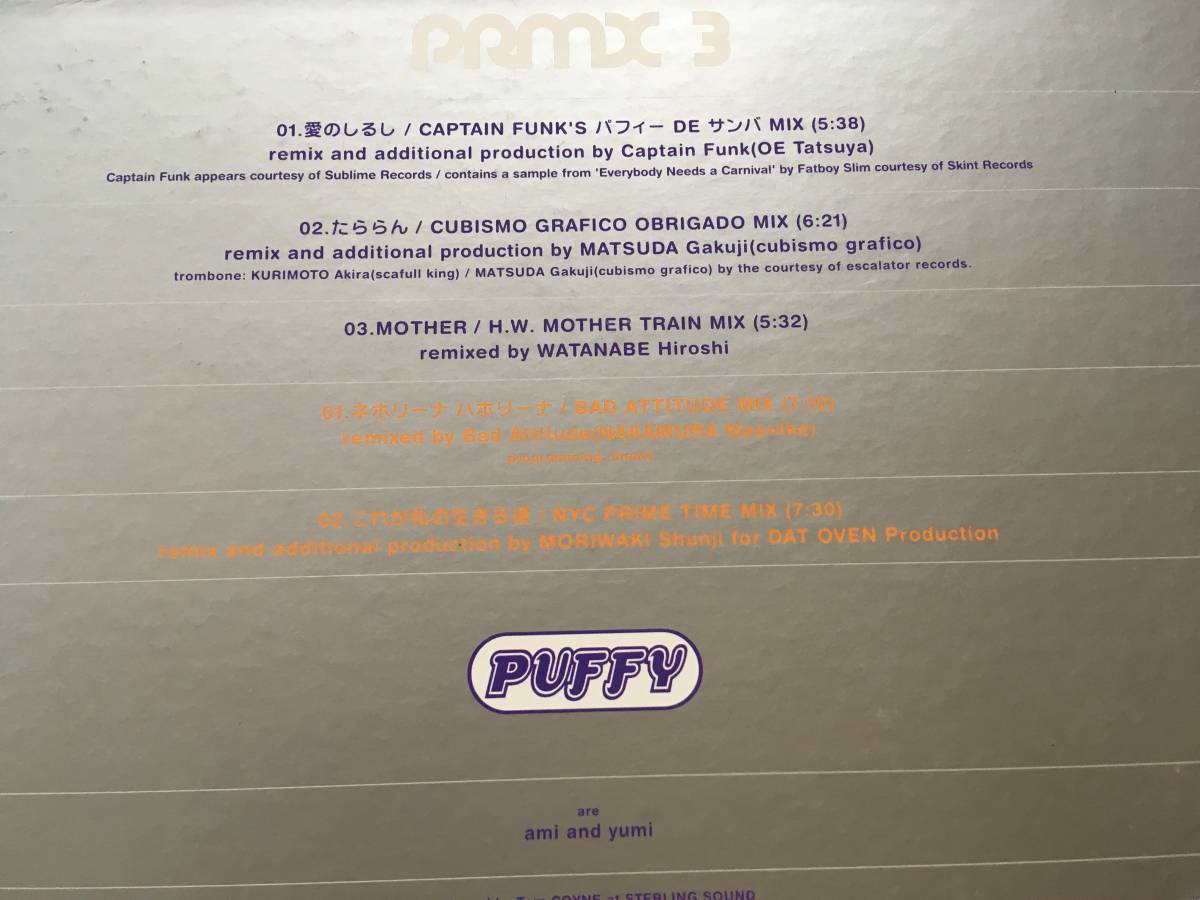 PRMX 3
01.愛のしるし / CAPTAIN FUNK'S パフィー DE サンバ MIX (5:38)
remix and additional production by Captain Funk(OE Tatsuya)
Captain Funk appears courtesy of Sublime Records / contains a sample from 'Everybody Needs a Carnival' by Fatboy Slim courtesy of Skint Records
02.たららん / CUBISMO GRAFICO OBRIGADO MIX (6:21)
remix and additional production by MATSUDA Gakuji(cubismo grafico)
trombone: KURIMOTO Akira(scafull king) / MATSUDA Gakuji(cubismo grafico) by the courtesy of escalator records.
03.MOTHER / H.W. MOTHER TRAIN MIX (5:32)
remixed by WATANABE Hiroshi
01.ネホリーナ ハホリーナ / BAD ATTITUDE MIX (7:10)
remixed by Bad Attitude(NAKAMURA
programming:
02.これが私の生きる道 / NYC PRIME TIME MIX (7:30)
remix and additional production by MORIWAKI Shunji for DAT OVEN Production
PUFFY
are
ami and yumi
by Tom COYNE at STERLING SOUND